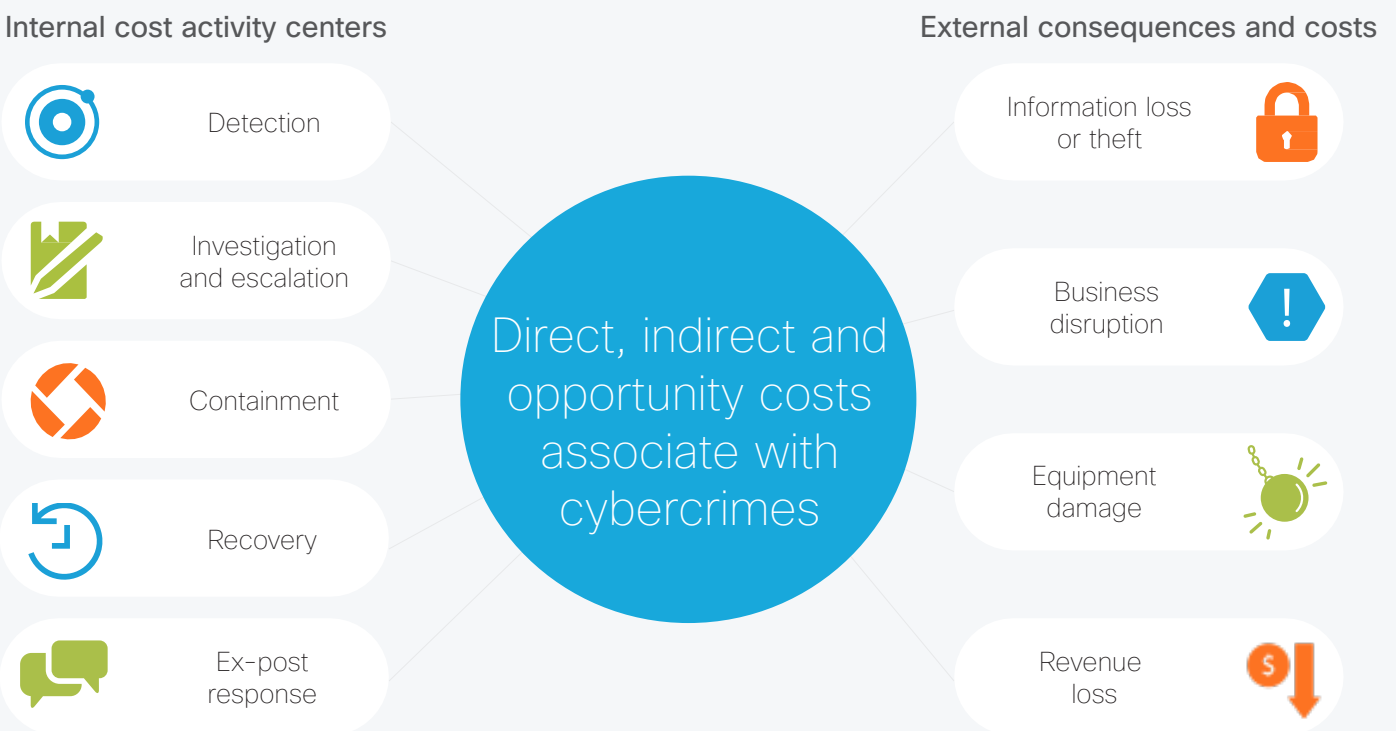 Internal cost activity centers
External consequences and costs
Detection
Investigation
and escalation
Containment
Recovery
Ex-post
response
Direct, indirect and
opportunity costs
associate with
cybercrimes
Information loss
or theft
Business
disruption
!
Equipment
damage
Revenue
loss
$